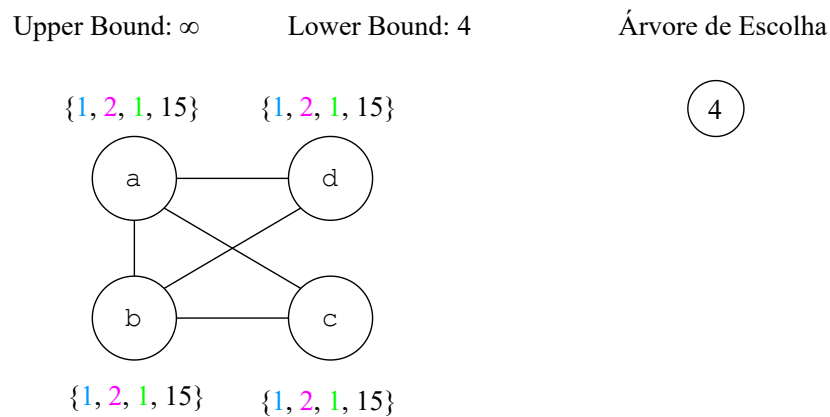 Upper Bound: ∞ Lower Bound: 4 Árvore de Escolha
{1, 2, 1, 15} {1, 2, 1, 15} 4
a d
b c
{1, 2, 1, 15} {1, 2, 1, 15}